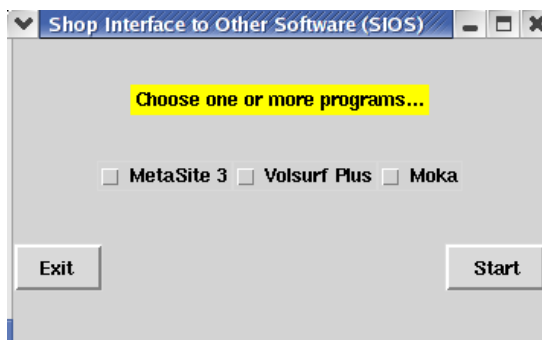 Shop Interface to Other Software (SIOS)
Choose one or more programs...
MetaSite 3 Volsurf Plus Moka
Exit Start